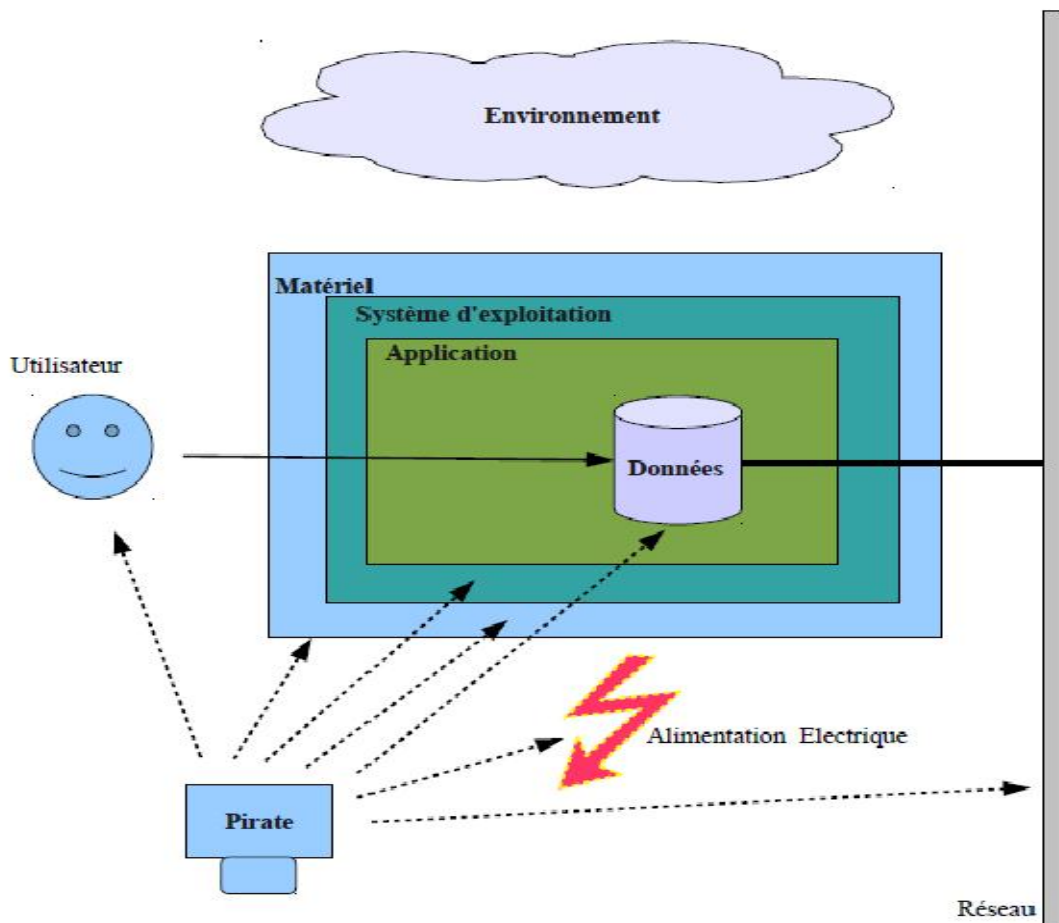 Environnement
Matériel
Système d'exploitation
Application
Utilisateur
Données
Alimentation Electrique
Pirate
Réseau